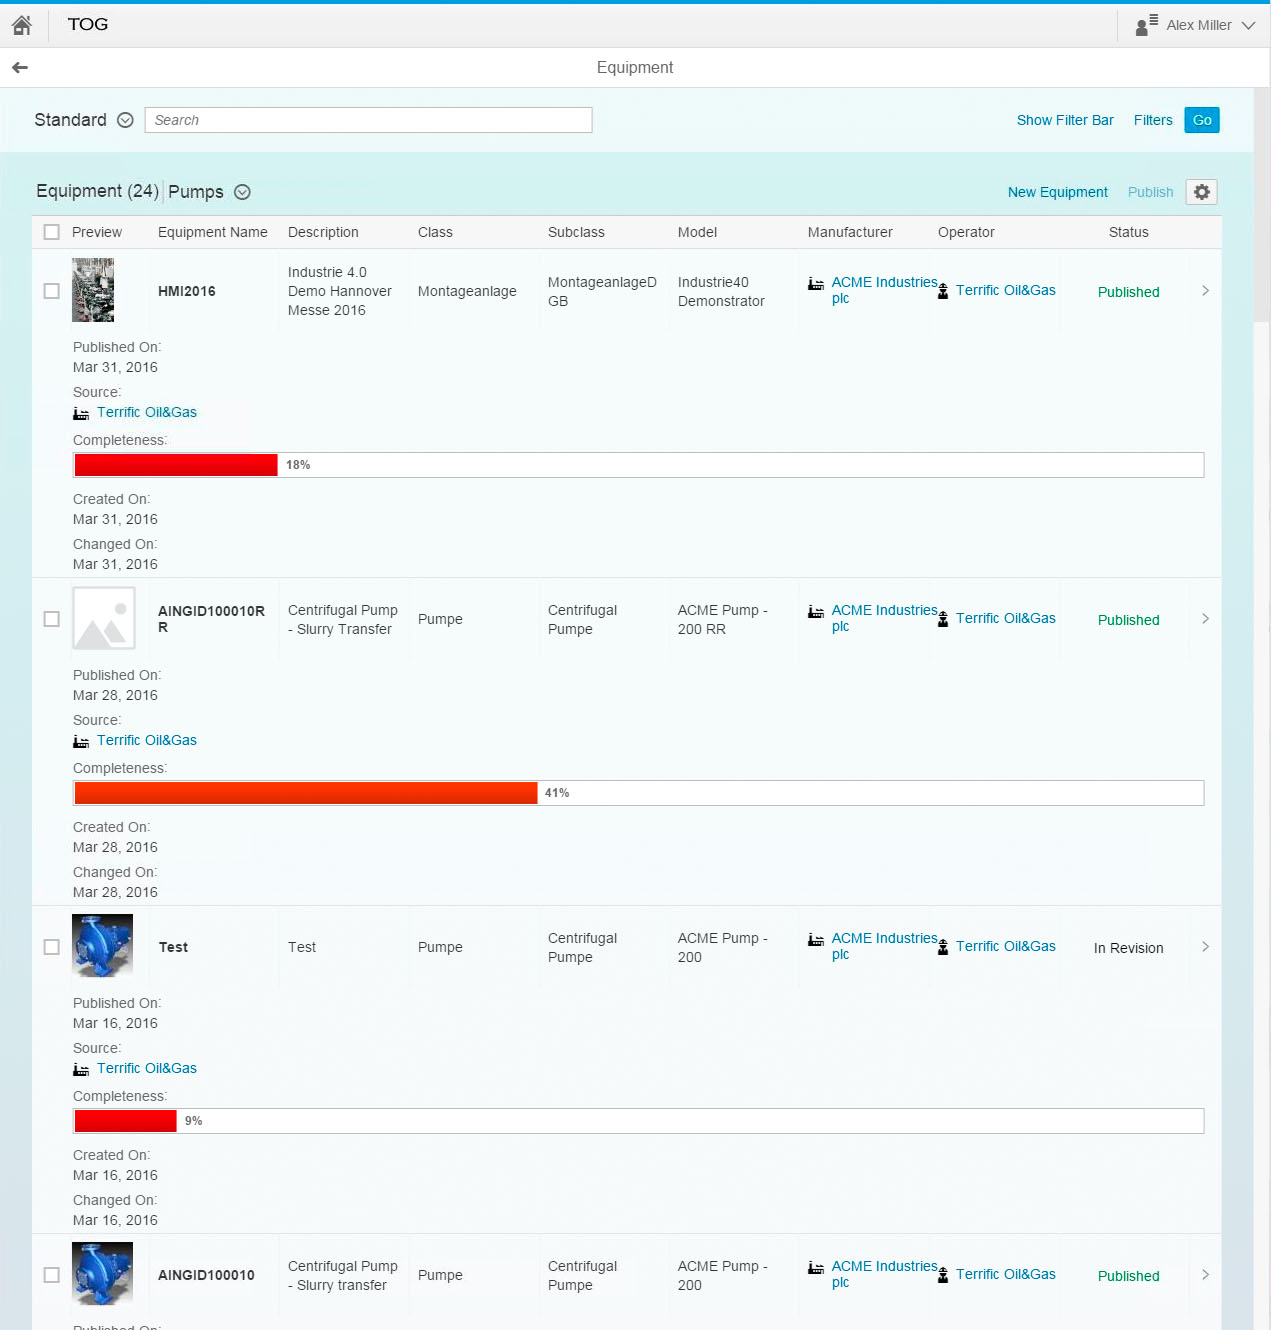 TOG
Alex Miller
Equipment
Standard
Search
Show Filter Bar
Filters
Go
Equipment (24)
Pumps
New Equipment
Publish
Preview
Equipment Name
Description
Class
Subclass
Model
Manufacturer
Operator
Status
HMI2016
Industrie 4.0
Demo Hannover
Messe 2016
Montageanlage
MontageanlageD
GB
Industrie40
Demonstrator
ACME Industries
plc
Terrific Oil&Gas
Published
Published On:
Mar 31, 2016
Source:
Terrific Oil&Gas
Completeness:
18%
Created On:
Mar 31, 2016
Changed On:
Mar 31, 2016
AINGID100010R
R
Centrifugal Pump
- Slurry Transfer
Pumpe
Centrifugal
Pumpe
ACME Pump -
200 RR
ACME Industries
plc
Terrific Oil&Gas
Published
Published On:
Mar 28, 2016
Source:
Terrific Oil&Gas
Completeness:
41%
Created On:
Mar 28, 2016
Changed On:
Mar 28, 2016
Test
Test
Pumpe
Centrifugal
Pumpe
ACME Pump -
200
ACME Industries
plc
Terrific Oil&Gas
In Revision
Published On:
Mar 16, 2016
Source:
Terrific Oil&Gas
Completeness:
9%
Created On:
Mar 16, 2016
Changed On:
Mar 16, 2016
AINGID100010
Centrifugal Pump
- Slurry transfer
Pumpe
Centrifugal
Pumpe
ACME Pump -
200
ACME Industries
plc
Terrific Oil&Gas
Published
Published On: